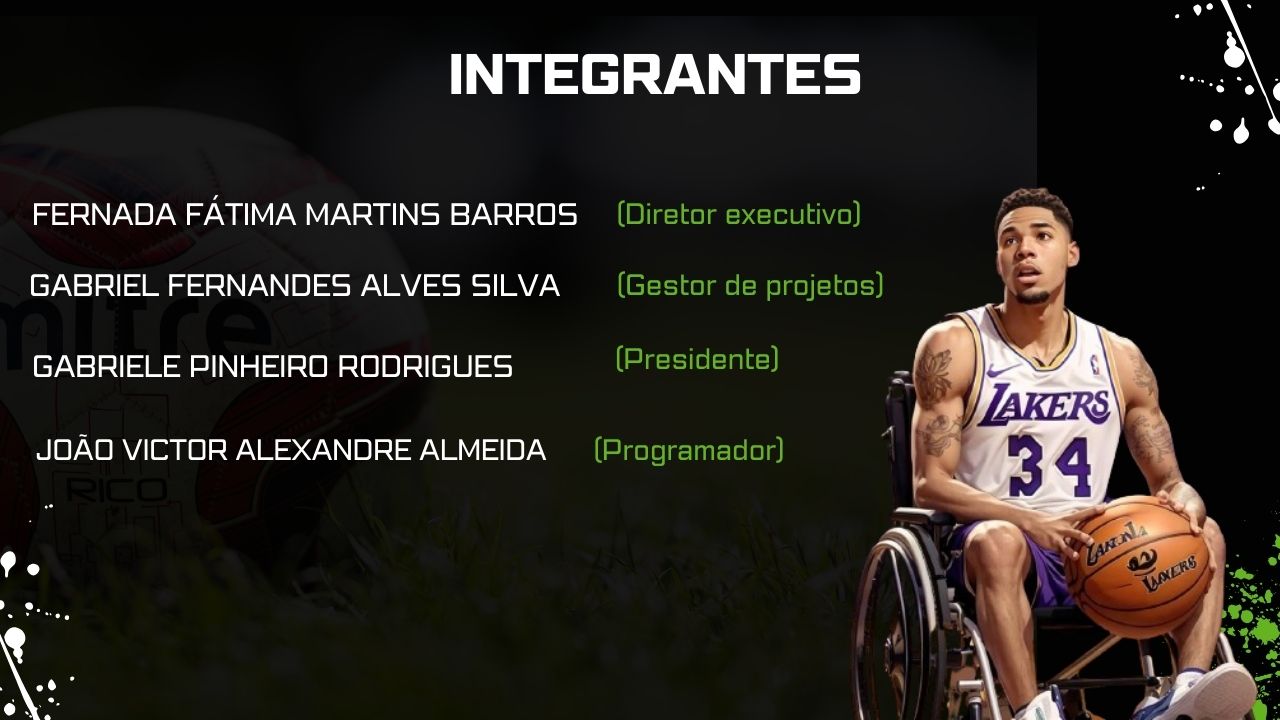 INTEGRANTES
FERNADA FÁTIMA MARTINS BARROS (Diretor executivo)
GABRIEL FERNANDES ALVES SILVA (Gestor de projetos)
GABRIELE PINHEIRO RODRIGUES (Presidente)
JOÃO VICTOR ALEXANDRE ALMEIDA (Programador)
mitre
RICO
LAKERS
34
LAKERS